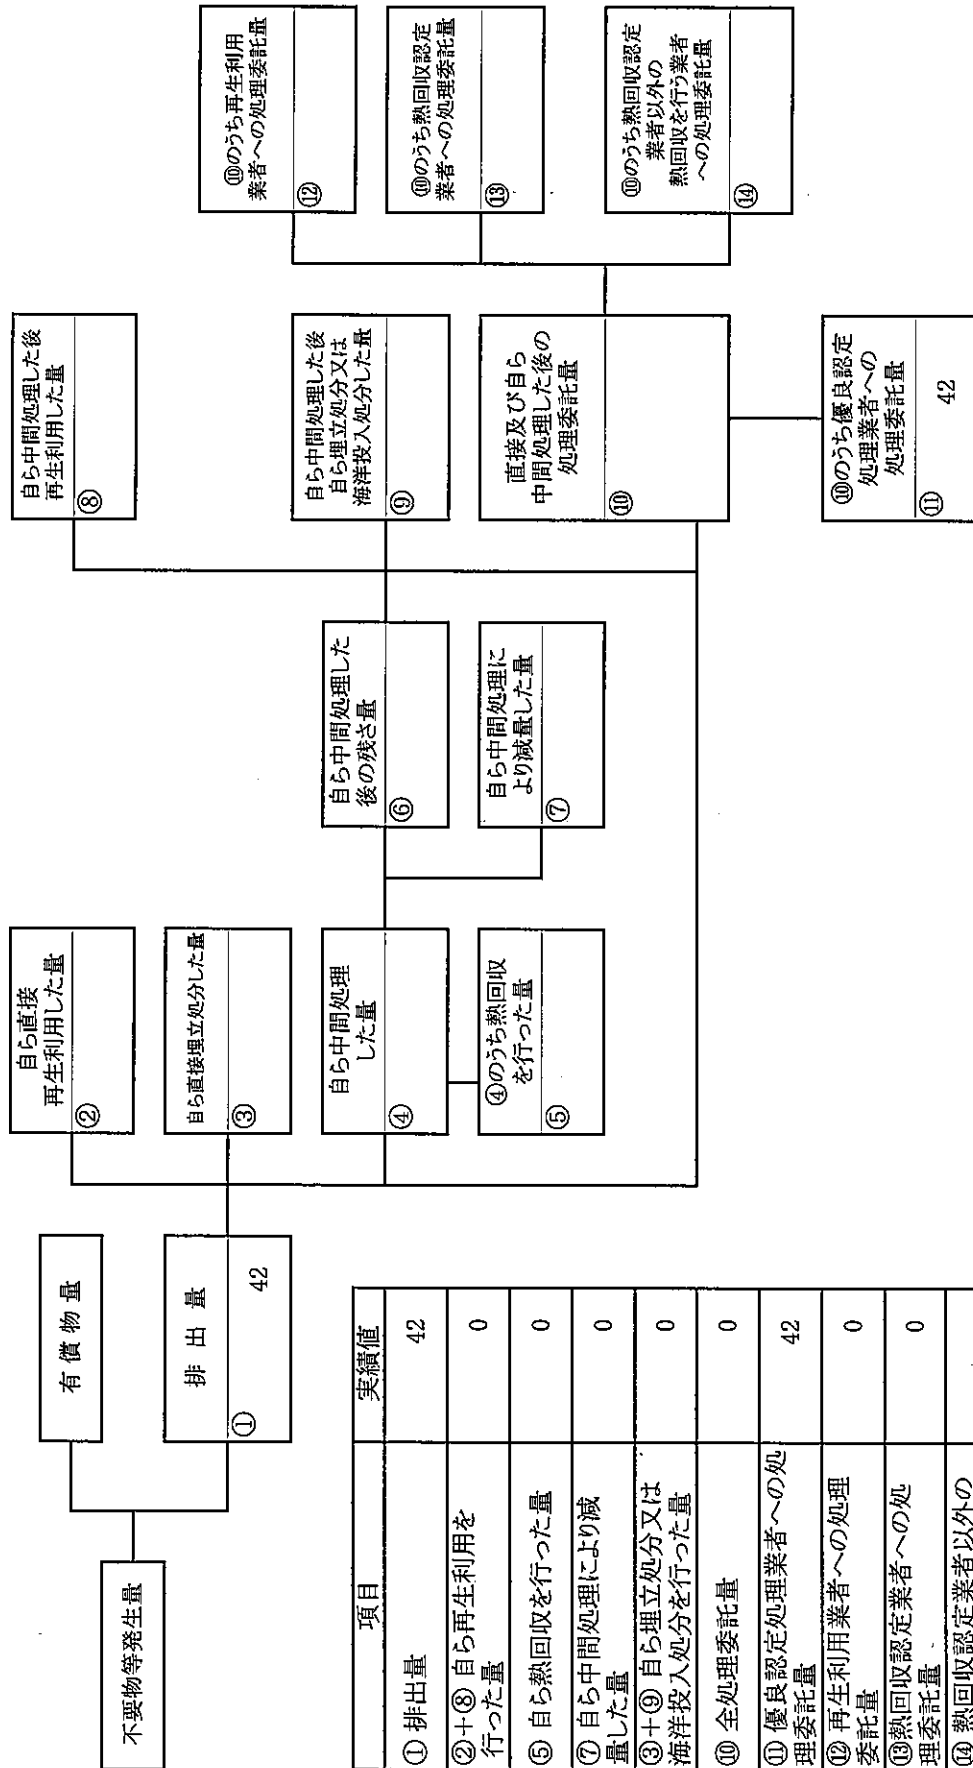 不要物等発生量
有償物量
排出量
① 42
自ら直接
再生利用した量
②
自ら直接埋立処分した量
③
自ら中間処理
した量
④
④のうち熱回収
を行った量
⑤
自ら中間処理した
後の残さ量
⑥
自ら中間処理に
より減量した量
⑦
自ら中間処理した後
再生利用した量
⑧
自ら中間処理した後
自ら埋立処分又は
海洋投入処分した量
⑨
直接及び自ら
中間処理した後の
処理委託量
⑩
⑩のうち優良認定
処理業者への
処理委託量
⑪ 42
⑩のうち再生利用
業者への処理委託量
⑫
⑩のうち熱回収認定
業者への処理委託量
⑬
⑩のうち熱回収認定
業者以外の
熱回収を行う業者
への処理委託量
⑭
項目 実績値
① 排出量 42
②+⑧ 自ら再生利用を
行った量 0
⑤ 自ら熱回収を行った量 0
⑦ 自ら中間処理により減
量した量 0
③+⑨ 自ら埋立処分又は
海洋投入処分を行った量 0
⑩ 全処理委託量 0
⑪ 優良認定処理業者への処
理委託量 42
⑫ 再生利用業者への処理
委託量 0
⑬熱回収認定業者への処
理委託量 0
⑭ 熱回収認定業者以外の